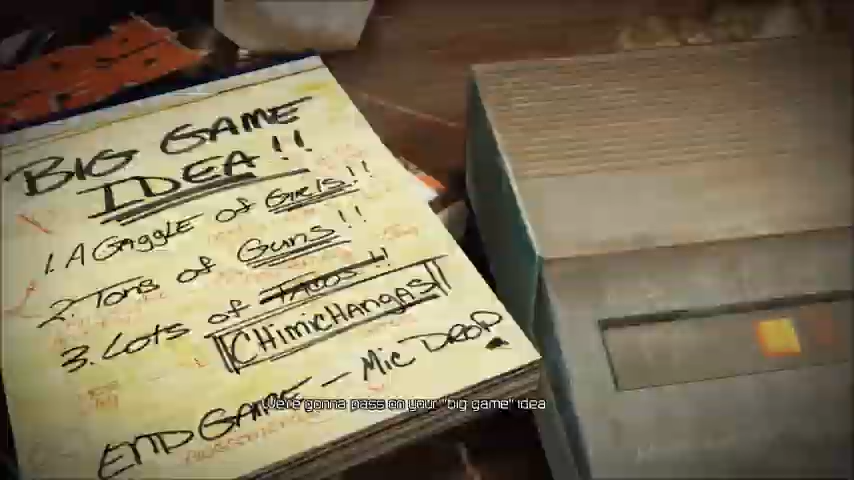 BIG GAME
IDEA!!
1. A GAGGLE of GiRLS!!
2. Tons of Guns!!
3. Lots of Tacos!!
CHimiCHANGAS
END GAME - Mic DROP
We're gonna pass on your "big game" idea